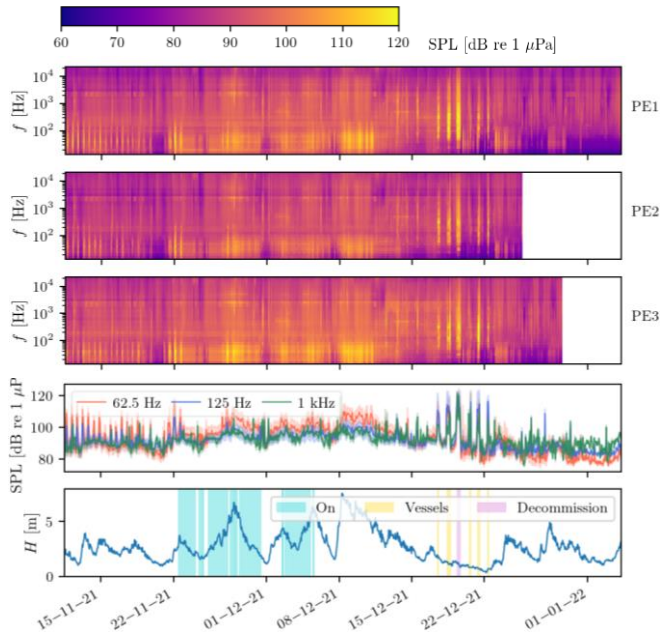 60 70 80 90 100 110 120
SPL [dB re 1 μPa]
10⁴
10³
10²
f [Hz]
PE1
10⁴
10³
10²
f [Hz]
PE2
10⁴
10³
10²
f [Hz]
PE3
120
100
80
SPL [dB re 1 μP
62.5 Hz 125 Hz 1 kHz
5
0
H [m]
On Vessels Decommission
15-11-21 22-11-21 01-12-21 08-12-21 15-12-21 22-12-21 01-01-22